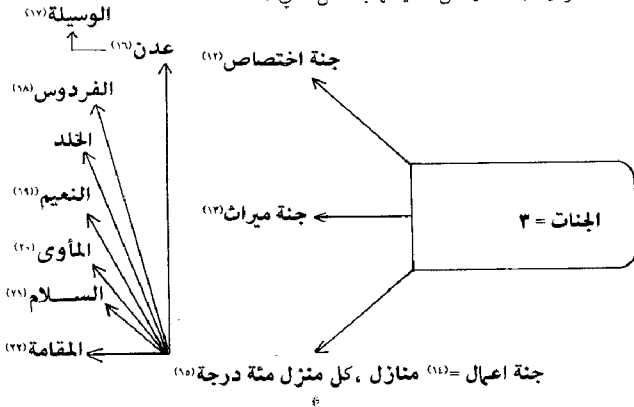 الوسيلة (١٧)
عدن (١٦)
جنة اختصاص (١٢)
الفردوس (١٨)
الخلد
النعيم (١٩))
جنة ميراث (١٣)
الجنات = ٣
المأوى (٢٠)
الســـلام (٢١)
المقامة (٢٢)
جنة اعمال = (١٤) منازل ، كل منزل مئة درجة (١٥)